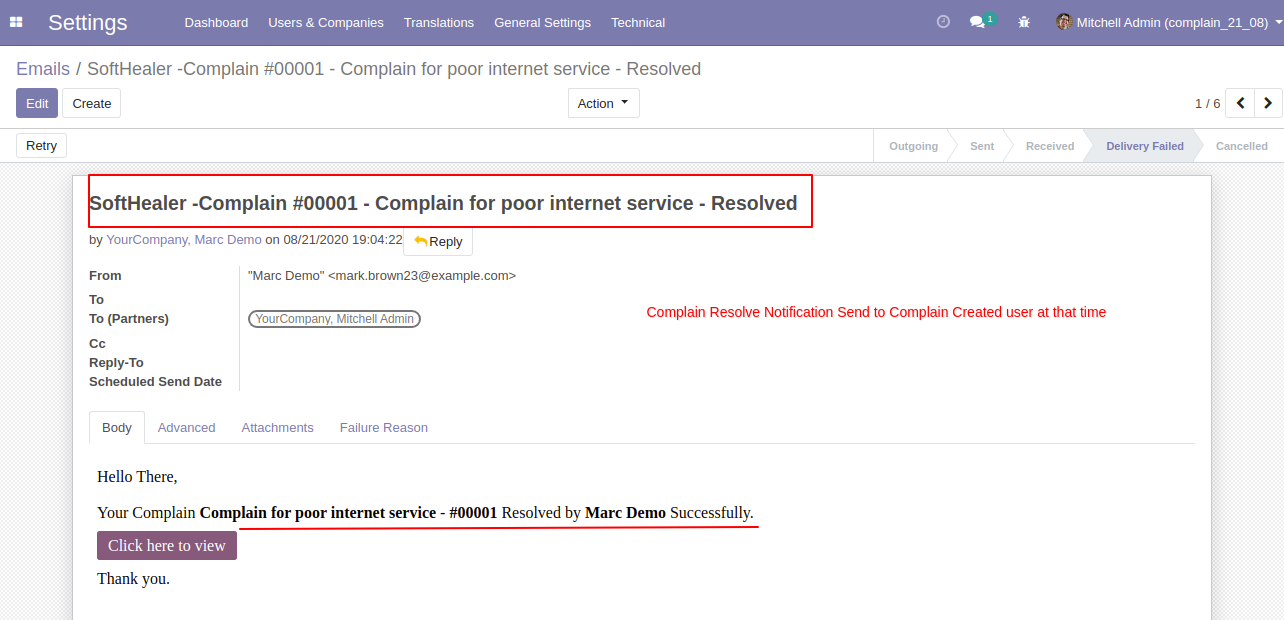 Settings Dashboard Users & Companies Translations General Settings Technical 1 Mitchell Admin (complain_21_08)
Emails / SoftHealer -Complain #00001 - Complain for poor internet service - Resolved
Edit Create Action 1 / 6
Retry Outgoing Sent Received Delivery Failed Cancelled
SoftHealer -Complain #00001 - Complain for poor internet service - Resolved
by YourCompany, Marc Demo on 08/21/2020 19:04:22 Reply
From "Marc Demo" <mark.brown23@example.com>
To
To (Partners) YourCompany, Mitchell Admin
Complain Resolve Notification Send to Complain Created user at that time
Cc
Reply-To
Scheduled Send Date
Body Advanced Attachments Failure Reason
Hello There,
Your Complain Complain for poor internet service - #00001 Resolved by Marc Demo Successfully.
Click here to view
Thank you.